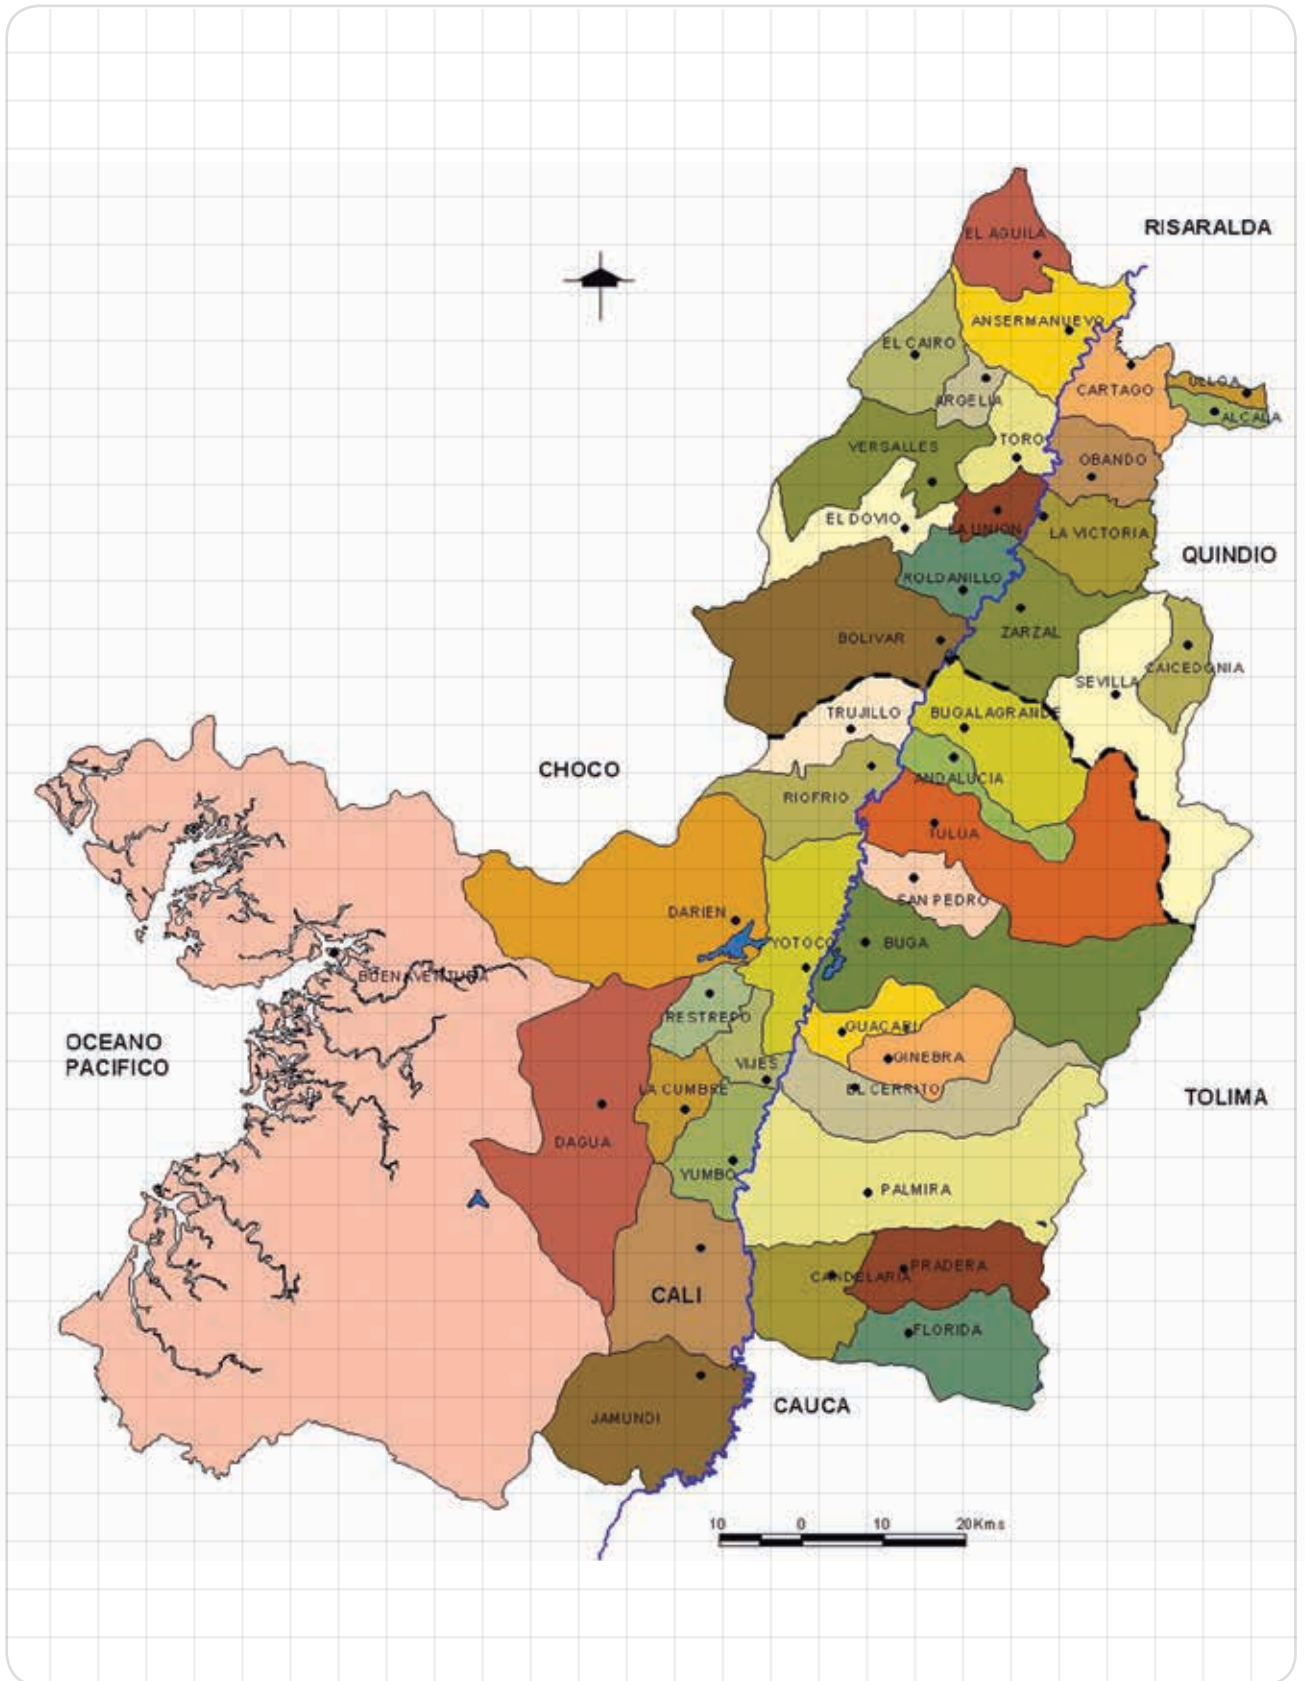 RISARALDA
EL AGUILA
ANSERMANUEVO
EL CAIRO
ULLOA
CARTAGO
ARGELIA
ALCALA
TORO
VERSALLES
OBANDO
EL DOVIO
LA UNION
LA VICTORIA
QUINDIO
ROLDANILLO
ZARZAL
BOLIVAR
CAICEDONIA
SEVILLA
TRUJILLO
BUGALAGRANDE
CHOCO
ANDALUCIA
RIOFRIO
TULUA
SAN PEDRO
DARIEN
YOTOCO
BUGA
BUENAVENTURA
RESTREPO
GUACARI
OCEANO
PACIFICO
GINEBRA
VIJES
LA CUMBRE
EL CERRITO
TOLIMA
DAGUA
YUMBO
PALMIRA
PRADERA
CANDELARIA
CALI
FLORIDA
CAUCA
JAMUNDI
10 0 10 20Kms